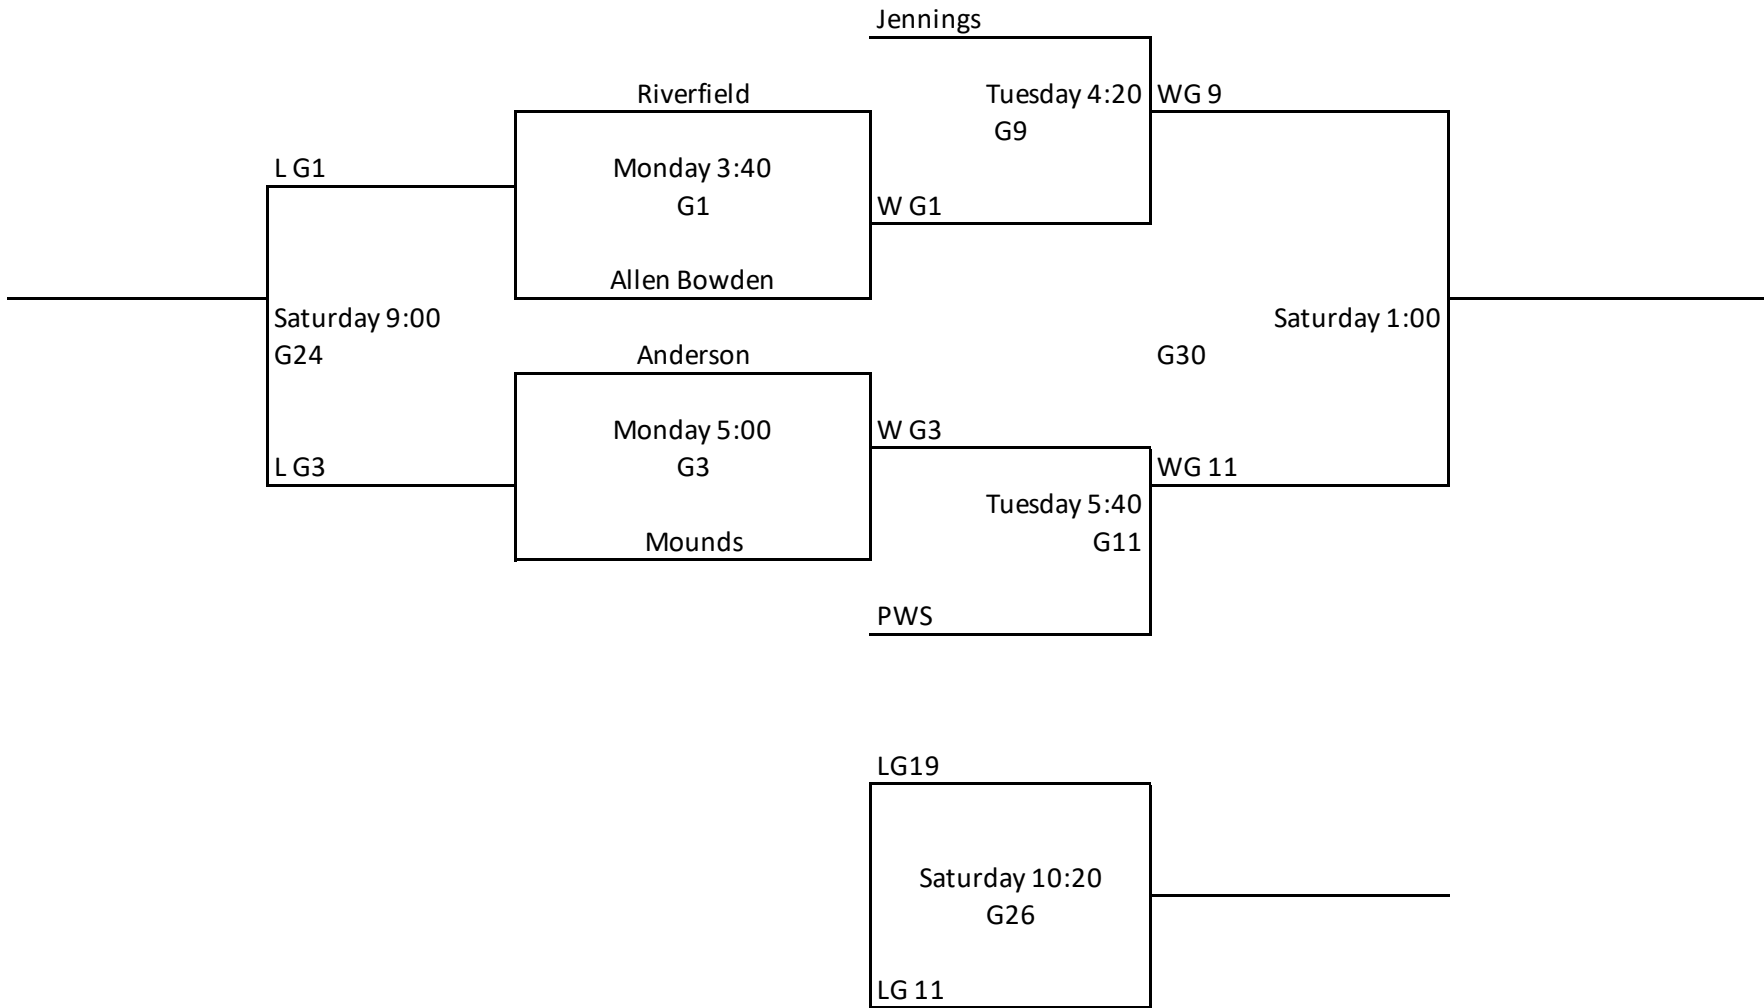 Jennings
Riverfield
Tuesday 4:20
WG 9
G9
L G1
Monday 3:40
G1
W G1
Allen Bowden
Saturday 9:00
Saturday 1:00
G24
Anderson
G30
Monday 5:00
W G3
L G3
G3
WG 11
Tuesday 5:40
Mounds
G11
PWS
LG19
Saturday 10:20
G26
LG 11